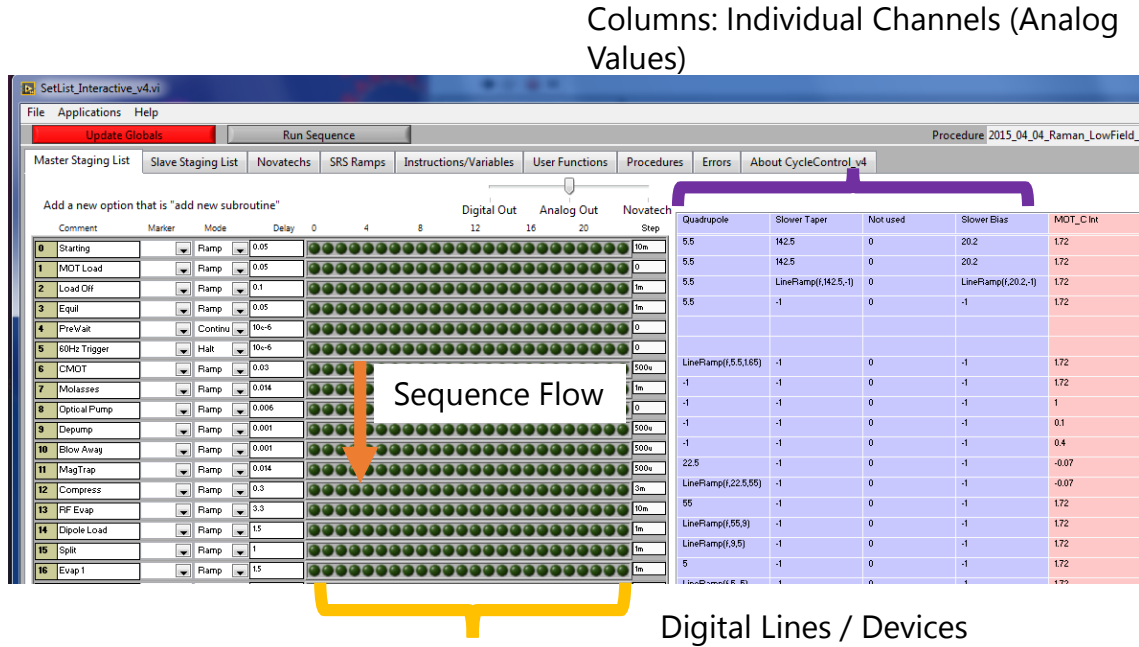 Columns: Individual Channels (Analog
Values)
SetList_Interactive_v4.vi
File Applications Help
Update Globals Run Sequence Procedure 2015_04_04_Raman_LowField_
Master Staging List Slave Staging List Novatechs SRS Ramps Instructions/Variables User Functions Procedures Errors About CycleControl_v4
Add a new option that is "add new subroutine"
Digital Out Analog Out Novatech
Comment Marker Mode Delay 0 4 8 12 16 20 Step Quadrupole Slower Taper Not used Slower Bias MOT_C Int
0 Starting Ramp 0.05 10m 5.5 142.5 0 20.2 1.72
1 MOT Load Ramp 0.05 0 5.5 142.5 0 20.2 1.72
2 Load Off Ramp 0.1 1m 5.5 LineRamp(f,142.5,-1) 0 LineRamp(f,20.2,-1) 1.72
3 Equil Ramp 0.05 1m 5.5 -1 0 -1 1.72
4 PreWait Continu 10e-6 0
5 60Hz Trigger Halt 10e-6 0
6 CMOT Ramp 0.03 500u LineRamp(f,5.5,1.65) -1 0 -1 1.72
7 Molasses Ramp 0.014 1m -1 -1 0 -1 1.72
8 Optical Pump Ramp 0.006 0 -1 -1 0 -1 1
9 Depump Ramp 0.001 500u -1 -1 0 -1 0.1
10 Blow Away Ramp 0.001 500u -1 -1 0 -1 0.4
11 MagTrap Ramp 0.014 500u 22.5 -1 0 -1 -0.07
12 Compress Ramp 0.3 3m LineRamp(f,22.5,55) -1 0 -1 -0.07
13 RF Evap Ramp 3.3 10m 55 -1 0 -1 1.72
14 Dipole Load Ramp 1.5 1m LineRamp(f,55,9) -1 0 -1 1.72
15 Split Ramp 1 1m LineRamp(f,9,5) -1 0 -1 1.72
16 Evap 1 Ramp 1.5 1m 5 -1 0 -1 1.72
Sequence Flow
Digital Lines / Devices